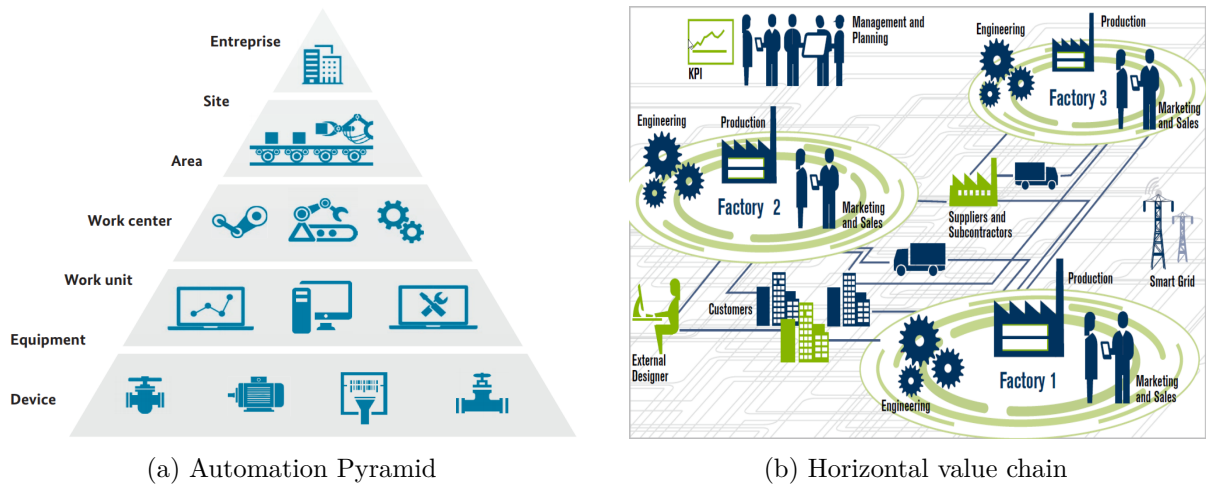 Entreprise
Site
Area
Work center
Work unit
Equipment
Device
(a) Automation Pyramid
KPI
Management and
Planning
Engineering
Production
Factory 3
Marketing
and Sales
Engineering
Production
Factory 2
Marketing
and Sales
Suppliers and
Subcontractors
Smart Grid
External
Designer
Customers
Production
Factory 1
Engineering
Marketing
and Sales
(b) Horizontal value chain